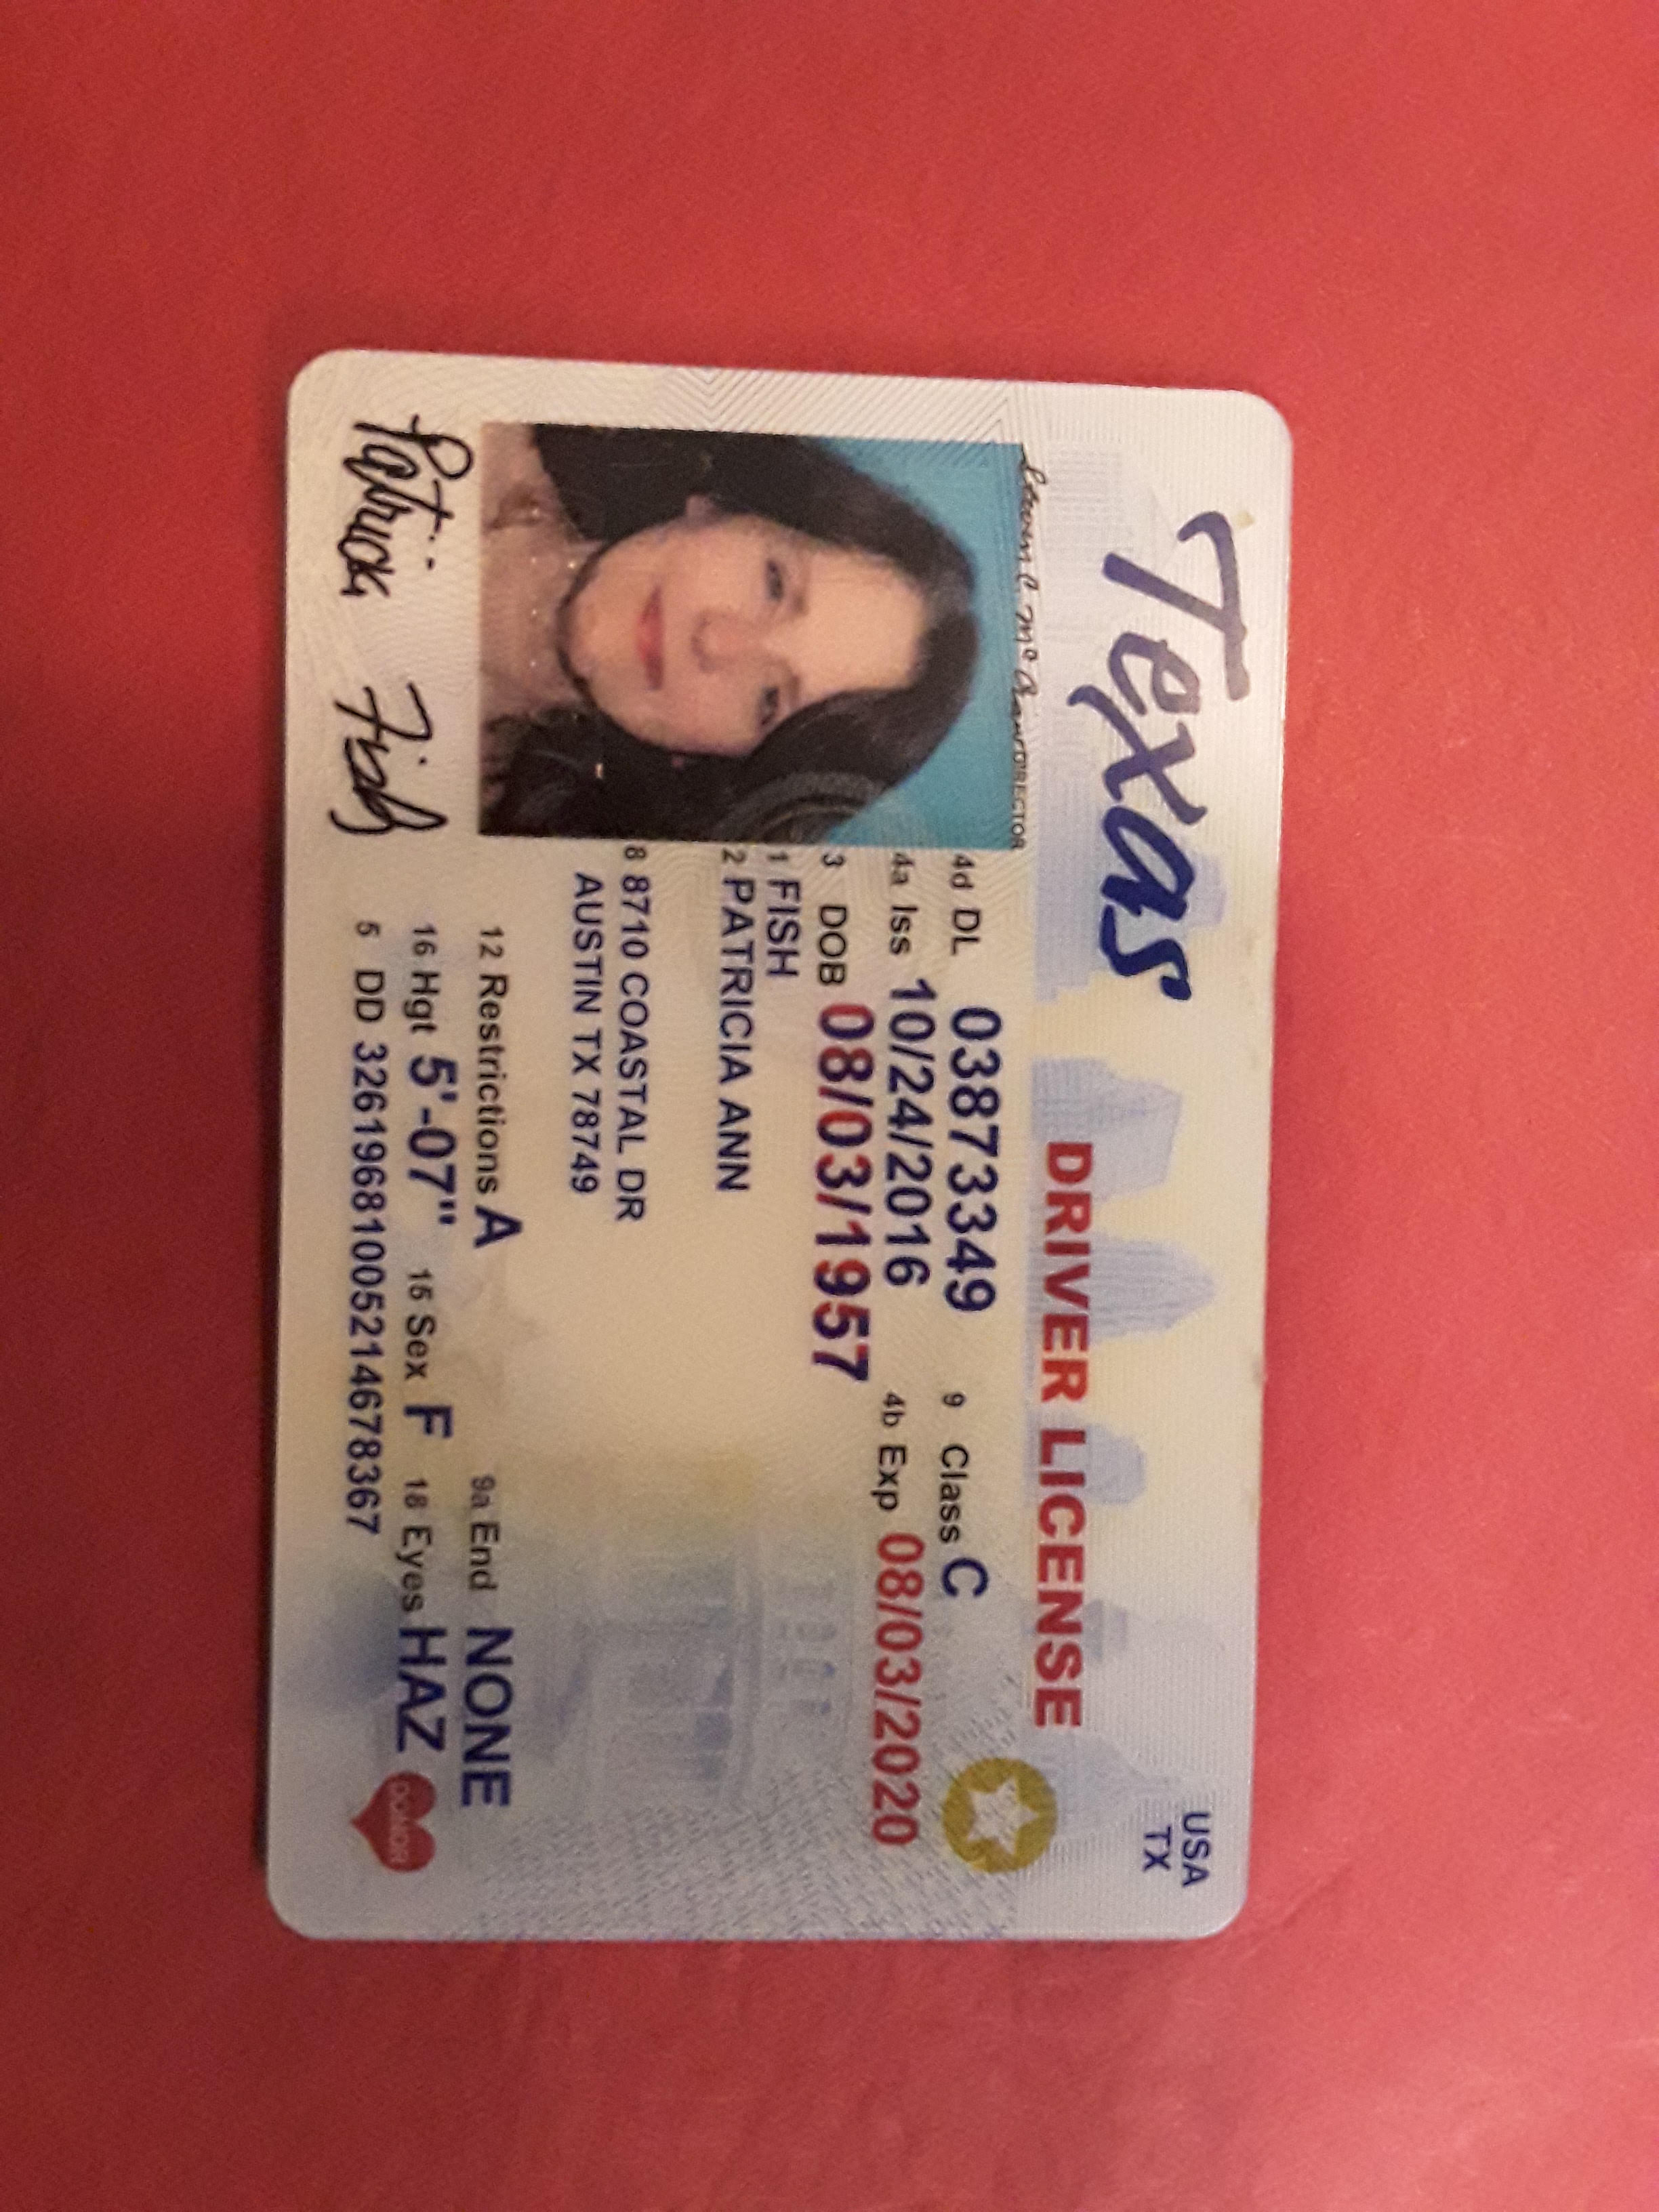 Texas
USA
TX
DRIVER LICENSE
Steven C. McCraw DIRECTOR
4d DL 03873349 9 Class C
4a Iss 10/24/2016 4b Exp 08/03/2020
3 DOB 08/03/1957
1 FISH
2 PATRICIA ANN
8 8710 COASTAL DR
AUSTIN TX 78749
12 Restrictions A 9a End NONE
16 Hgt 5'-07" 15 Sex F 18 Eyes HAZ
DONOR
5 DD 32619681005214678367
Patricia Fish